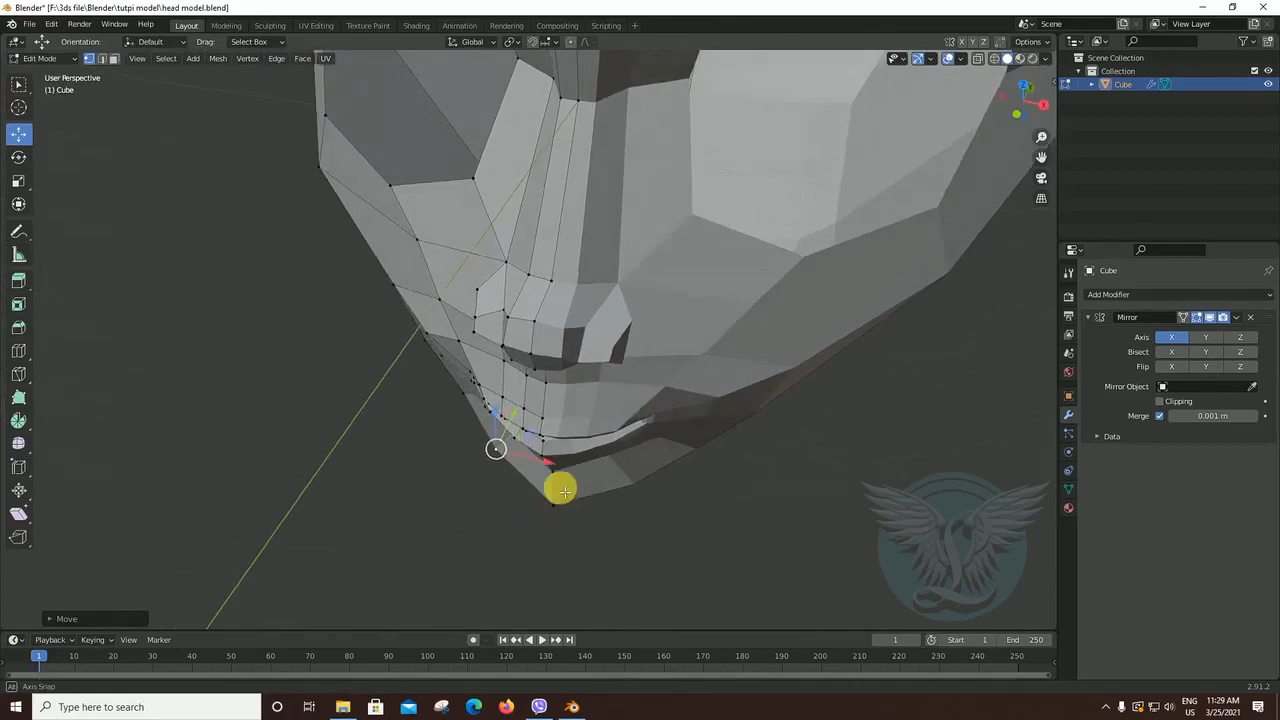 Blender* [F:\3ds file\Blender\tutpi model\head model.blend]
File Edit Render Window Help Layout Modeling Sculpting UV Editing Texture Paint Shading Animation Rendering Compositing Scripting + Scene View Layer
Orientation: Default Drag: Select Box Global X Y Z Options
Edit Mode View Select Add Mesh Vertex Edge Face UV
User Perspective
(1) Cube
Scene Collection
Collection
Cube
X
Cube
Add Modifier
Mirror
Axis X Y Z
Bisect X Y Z
Flip X Y Z
Mirror Object
Clipping
Merge 0.001 m
Data
Move
Playback Keying View Marker 1 Start 1 End 250
1 10 20 30 40 50 60 70 80 90 100 110 120 130 140 150 160 170 180 190 200 210 220 230 240 250
Alt Axis Snap 2.91.2
Type here to search
ENG 11:29 AM
US 3/25/2021